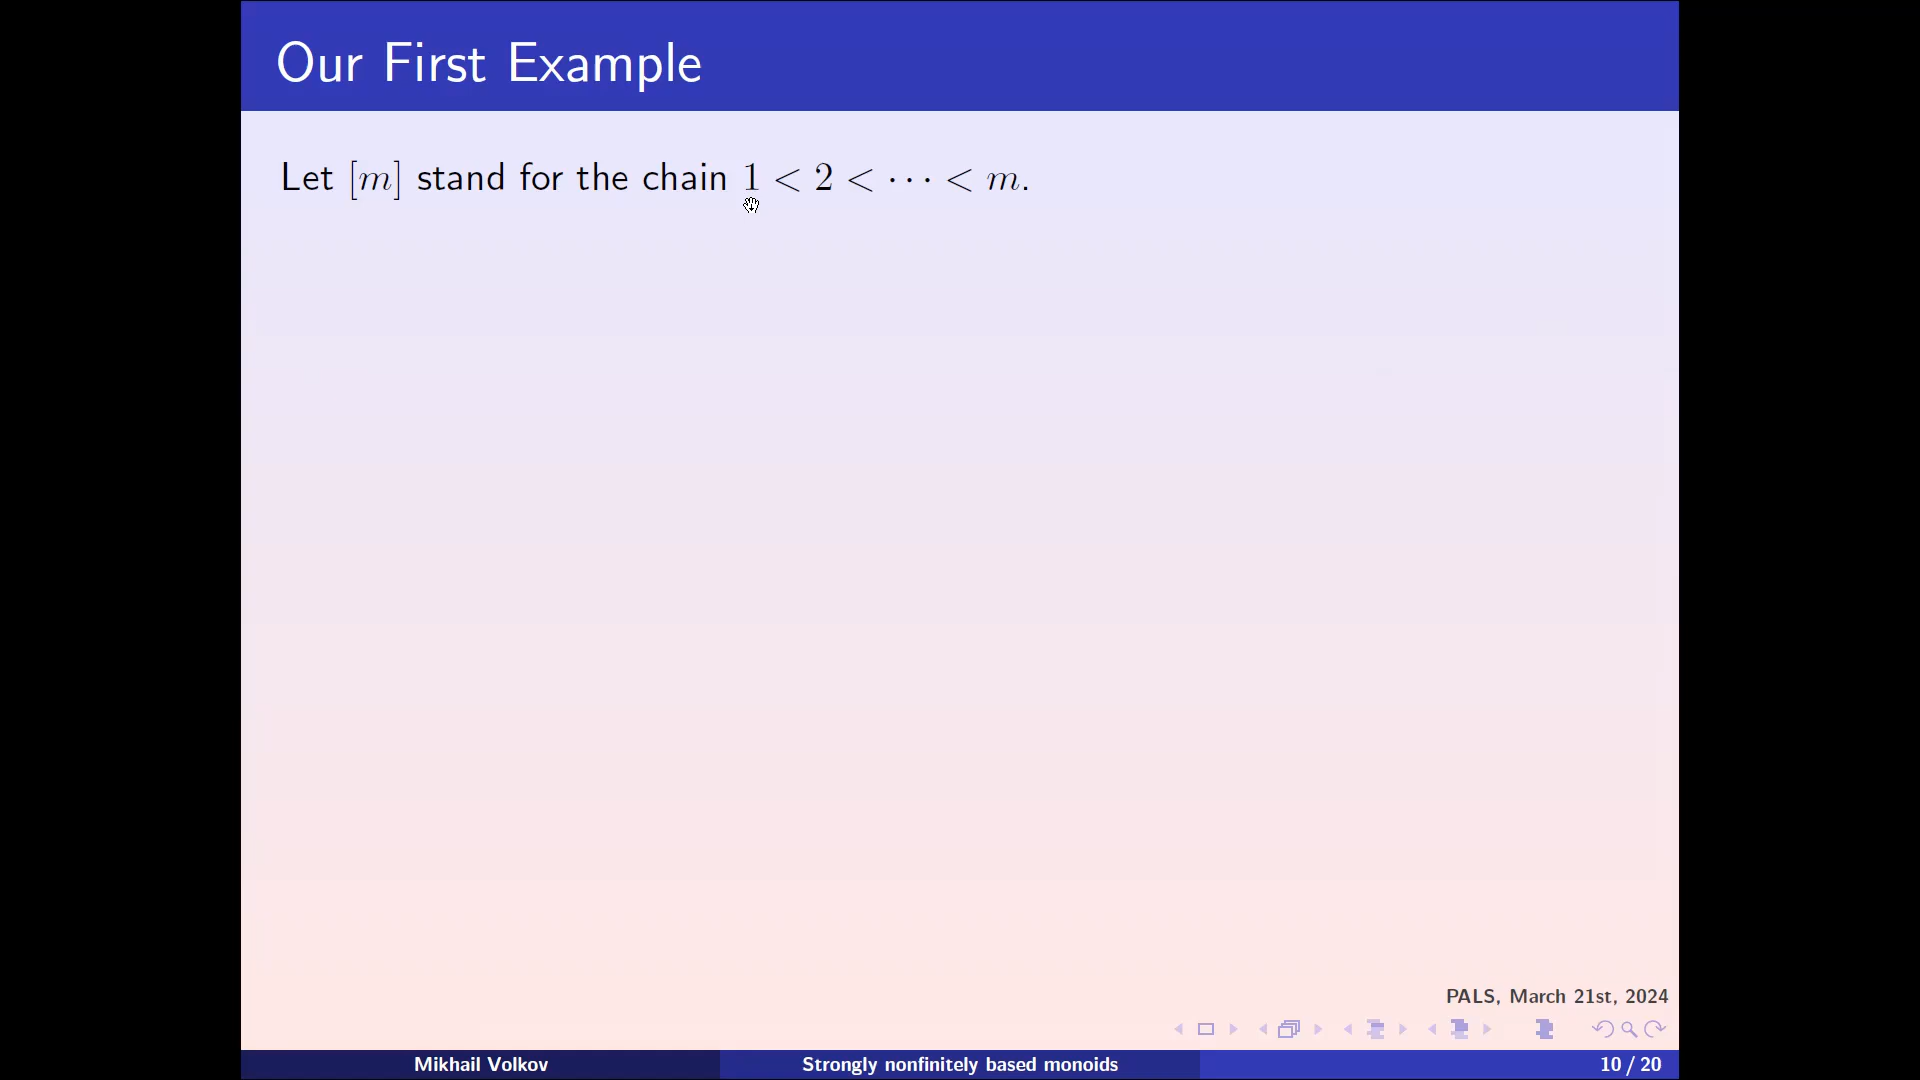 Our First Example
Let [m] stand for the chain 1 < 2 < ··· < m.
PALS, March 21st, 2024
Mikhail Volkov
Strongly nonfinitely based monoids
10 / 20